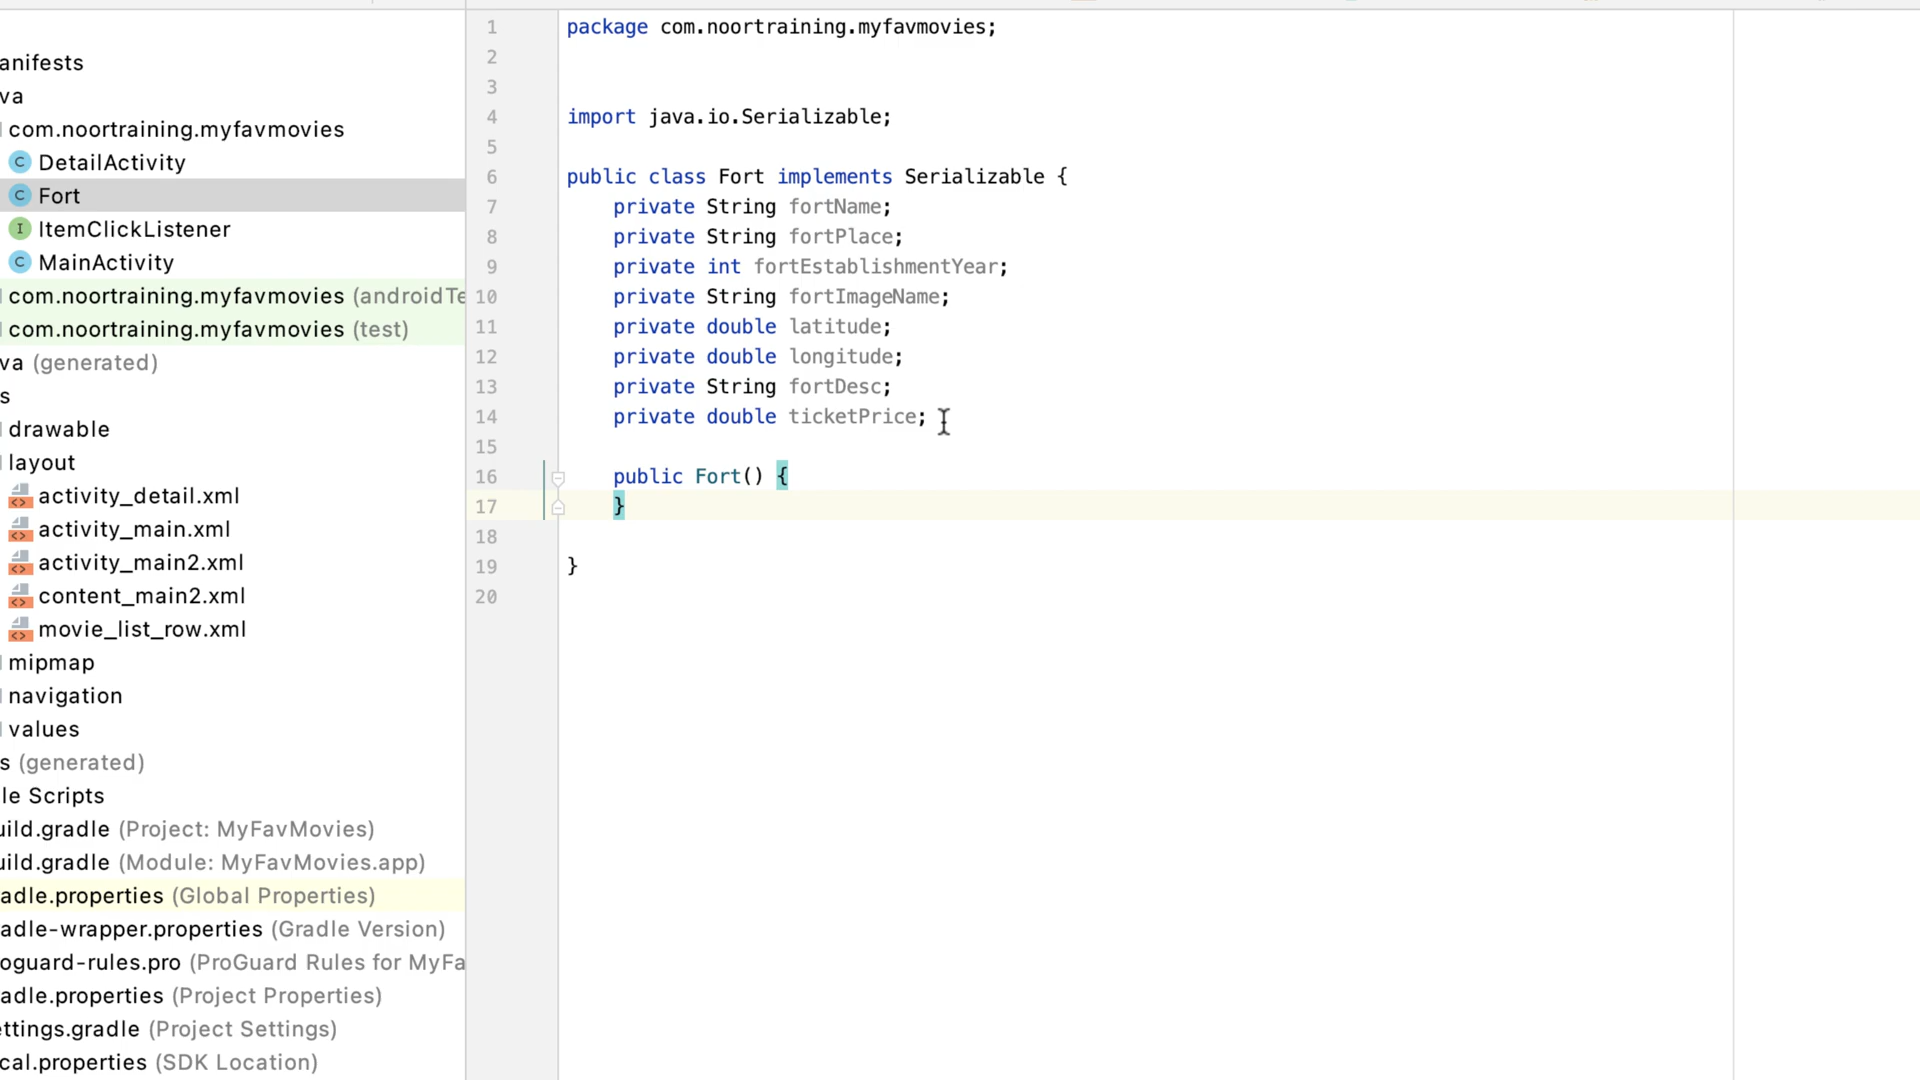 anifests
va
com.noortraining.myfavmovies
C DetailActivity
C Fort
I ItemClickListener
C MainActivity
com.noortraining.myfavmovies (androidTe
com.noortraining.myfavmovies (test)
va (generated)
s
drawable
layout
<> activity_detail.xml
<> activity_main.xml
<> activity_main2.xml
<> content_main2.xml
<> movie_list_row.xml
mipmap
navigation
values
s (generated)
le Scripts
uild.gradle (Project: MyFavMovies)
uild.gradle (Module: MyFavMovies.app)
adle.properties (Global Properties)
adle-wrapper.properties (Gradle Version)
oguard-rules.pro (ProGuard Rules for MyFa
adle.properties (Project Properties)
ettings.gradle (Project Settings)
cal.properties (SDK Location)
1 package com.noortraining.myfavmovies;
2
3
4 import java.io.Serializable;
5
6 public class Fort implements Serializable {
7 private String fortName;
8 private String fortPlace;
9 private int fortEstablishmentYear;
10 private String fortImageName;
11 private double latitude;
12 private double longitude;
13 private String fortDesc;
14 private double ticketPrice;
15
16 public Fort() {
17 }
18
19 }
20